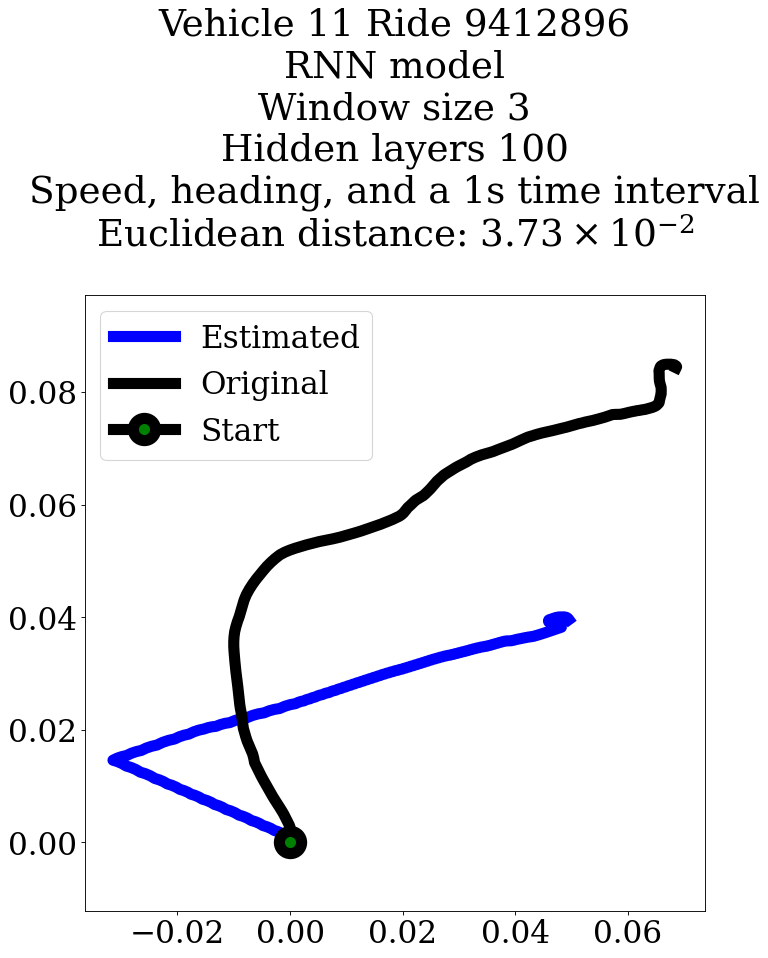 Vehicle 11 Ride 9412896
RNN model
Window size 3
Hidden layers 100
Speed, heading, and a 1s time interval
Euclidean distance: 3.73 × 10⁻²
Estimated
Original
Start
0.08
0.06
0.04
0.02
0.00
−0.02 0.00 0.02 0.04 0.06